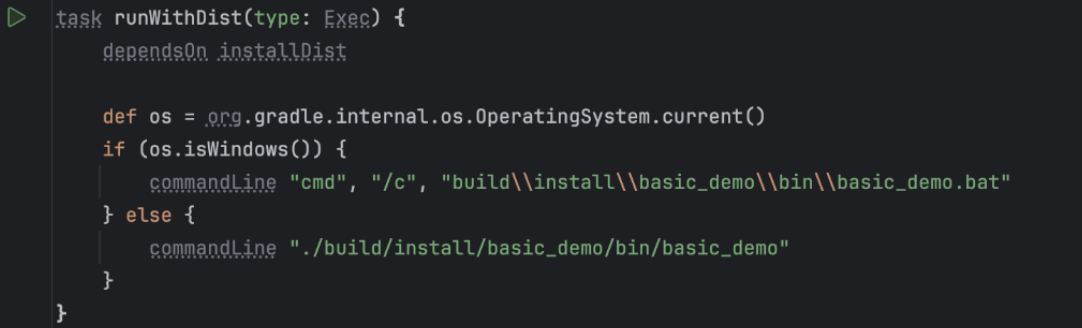 task runWithDist(type: Exec) {
dependsOn installDist
def os = org.gradle.internal.os.OperatingSystem.current()
if (os.isWindows()) {
commandLine "cmd", "/c", "build\\install\\basic_demo\\bin\\basic_demo.bat"
} else {
commandLine "./build/install/basic_demo/bin/basic_demo"
}
}